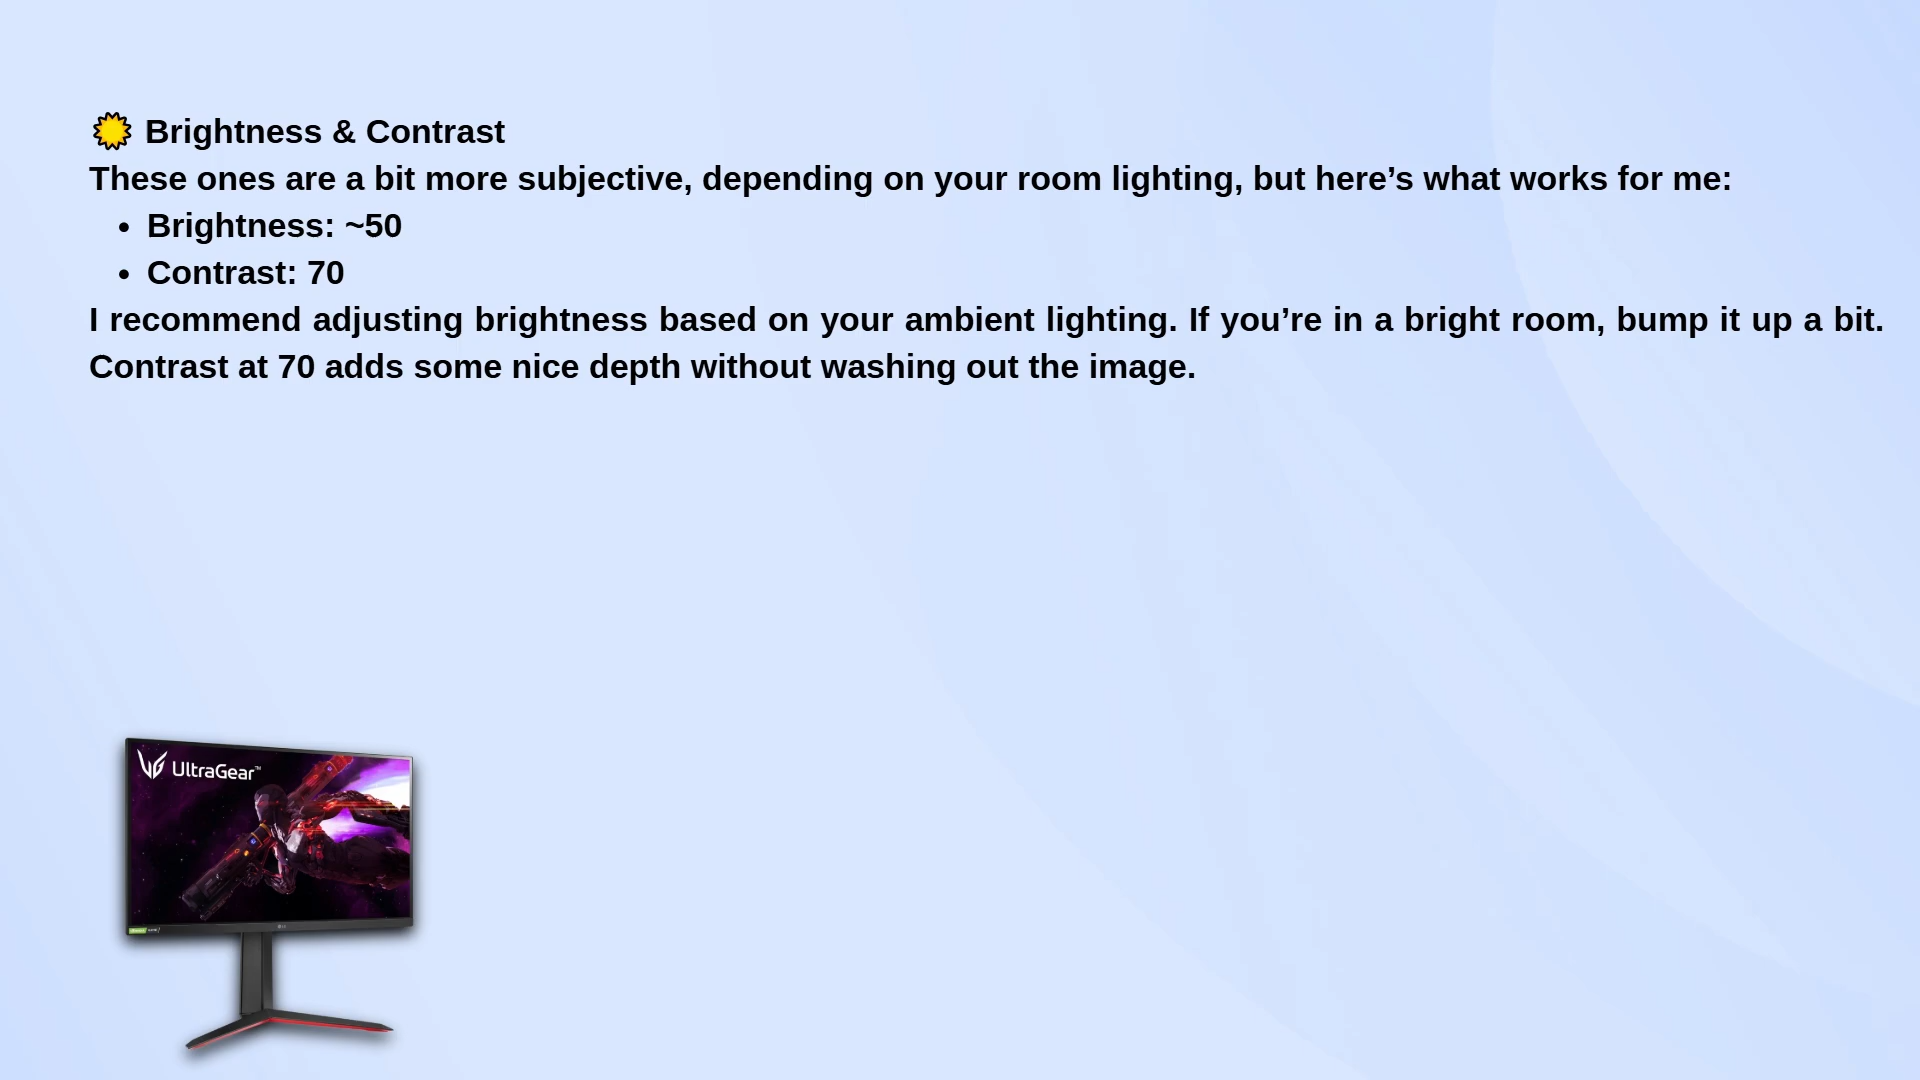 Brightness & Contrast
These ones are a bit more subjective, depending on your room lighting, but here’s what works for me:
• Brightness: ~50
• Contrast: 70
I recommend adjusting brightness based on your ambient lighting. If you’re in a bright room, bump it up a bit.
Contrast at 70 adds some nice depth without washing out the image.
UltraGear™